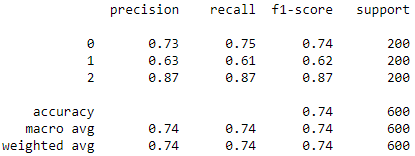 precision recall f1-score support
0 0.73 0.75 0.74 200
1 0.63 0.61 0.62 200
2 0.87 0.87 0.87 200
accuracy 0.74 600
macro avg 0.74 0.74 0.74 600
weighted avg 0.74 0.74 0.74 600